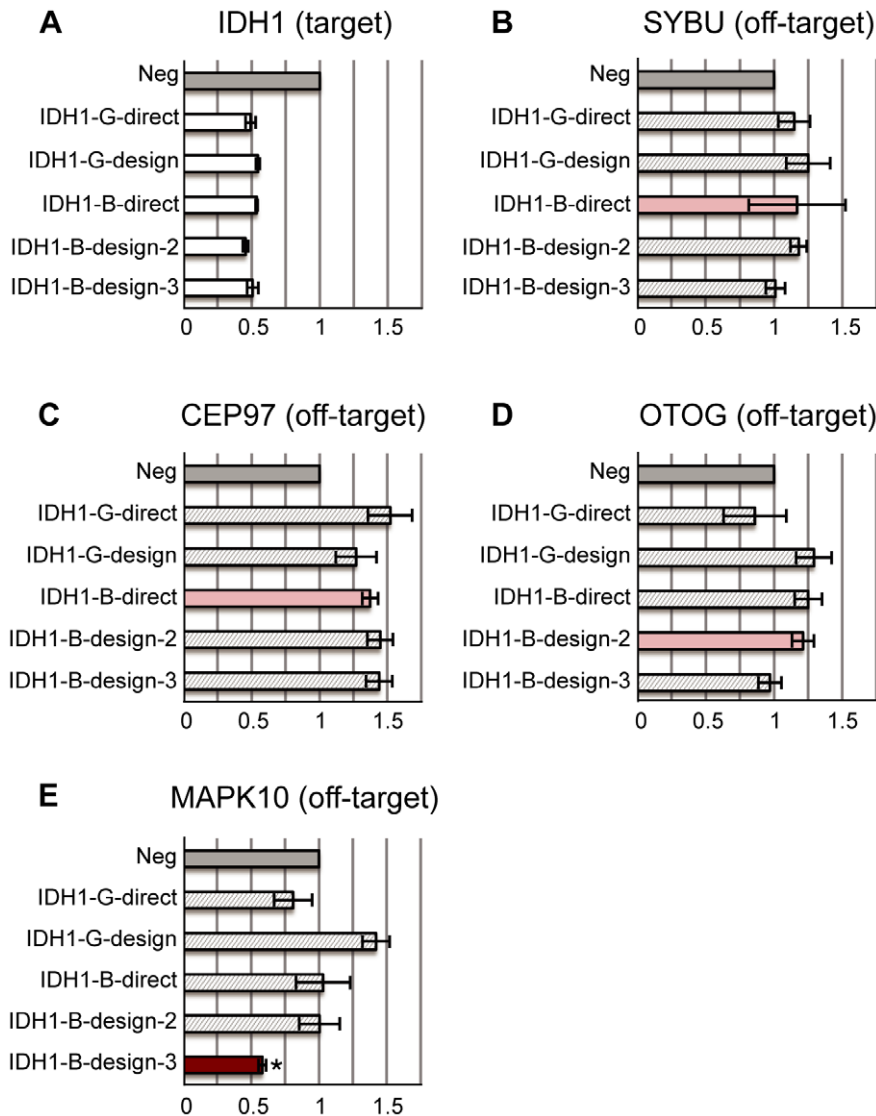 A IDH1 (target)
Neg
IDH1-G-direct
IDH1-G-design
IDH1-B-direct
IDH1-B-design-2
IDH1-B-design-3
0 0.5 1 1.5
B SYBU (off-target)
Neg
IDH1-G-direct
IDH1-G-design
IDH1-B-direct
IDH1-B-design-2
IDH1-B-design-3
0 0.5 1 1.5
C CEP97 (off-target)
Neg
IDH1-G-direct
IDH1-G-design
IDH1-B-direct
IDH1-B-design-2
IDH1-B-design-3
0 0.5 1 1.5
D OTOG (off-target)
Neg
IDH1-G-direct
IDH1-G-design
IDH1-B-direct
IDH1-B-design-2
IDH1-B-design-3
0 0.5 1 1.5
E MAPK10 (off-target)
Neg
IDH1-G-direct
IDH1-G-design
IDH1-B-direct
IDH1-B-design-2
IDH1-B-design-3 *
0 0.5 1 1.5